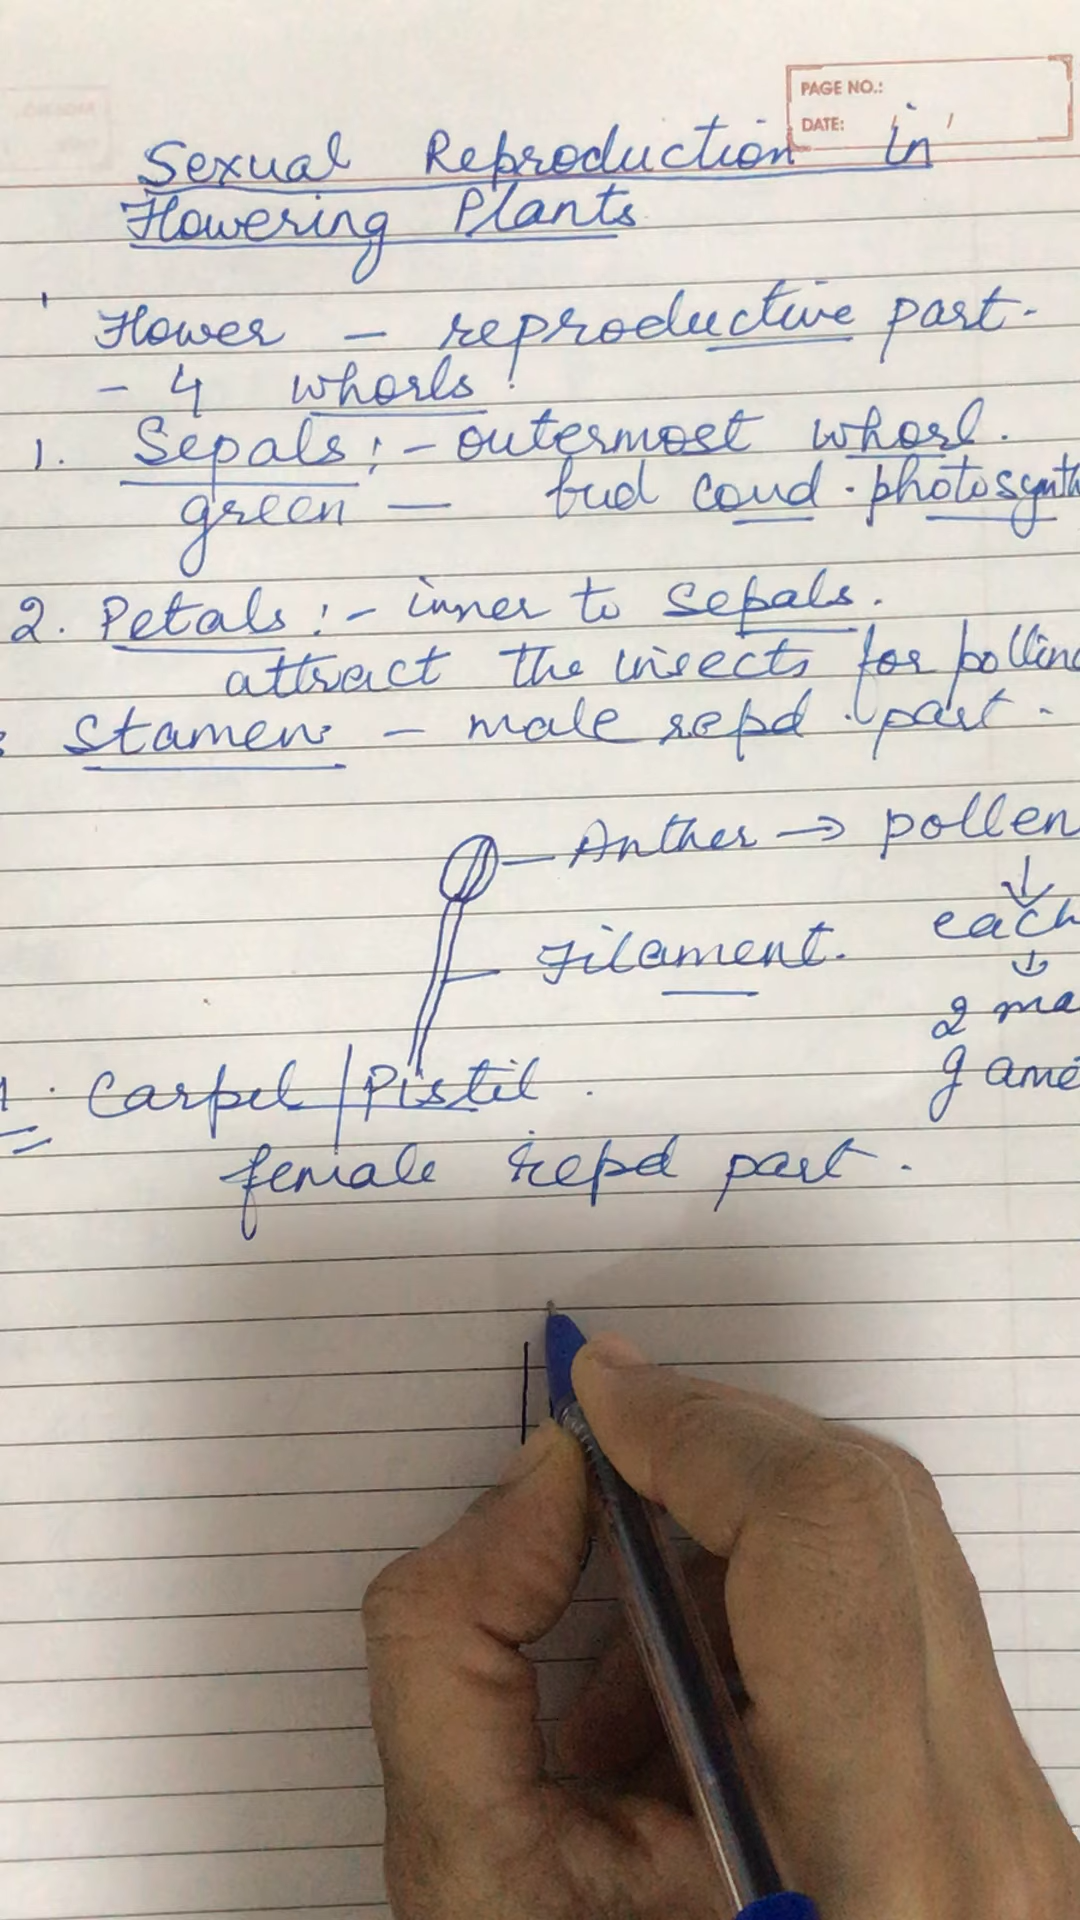 PAGE NO.:
DATE: / /
Sexual Reproduction in
Flowering Plants
Flower - reproductive part.
- 4 whorls.
1. Sepals :- outermost whorl.
green - bud cond. photosynth
2. Petals :- inner to sepals.
attract the insects for pollina
Stamen - male repd. part.
Anther → pollen
↓
each
Filament.
↓
2 ma
game
Carpel / Pistil.
female repd part.